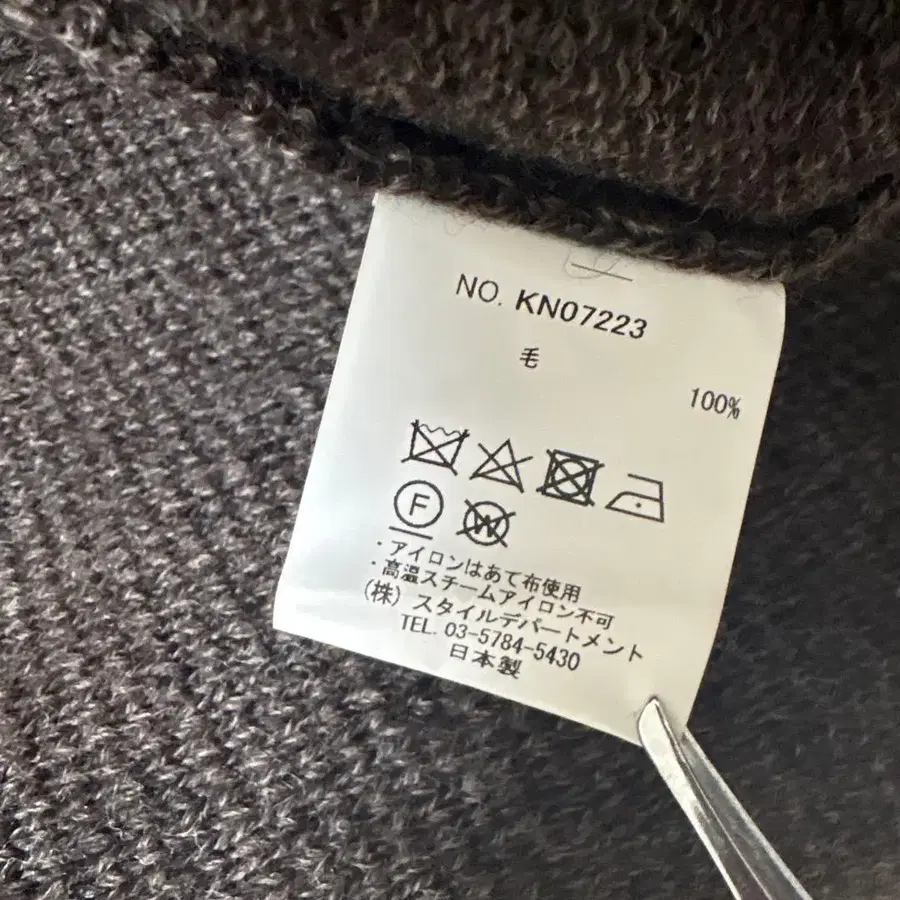 NO. KN07223
毛
100%
F
W
・アイロンはあて布使用
・高温スチームアイロン不可
(株) スタイルデパートメント
TEL. 03-5784-5430
日本製